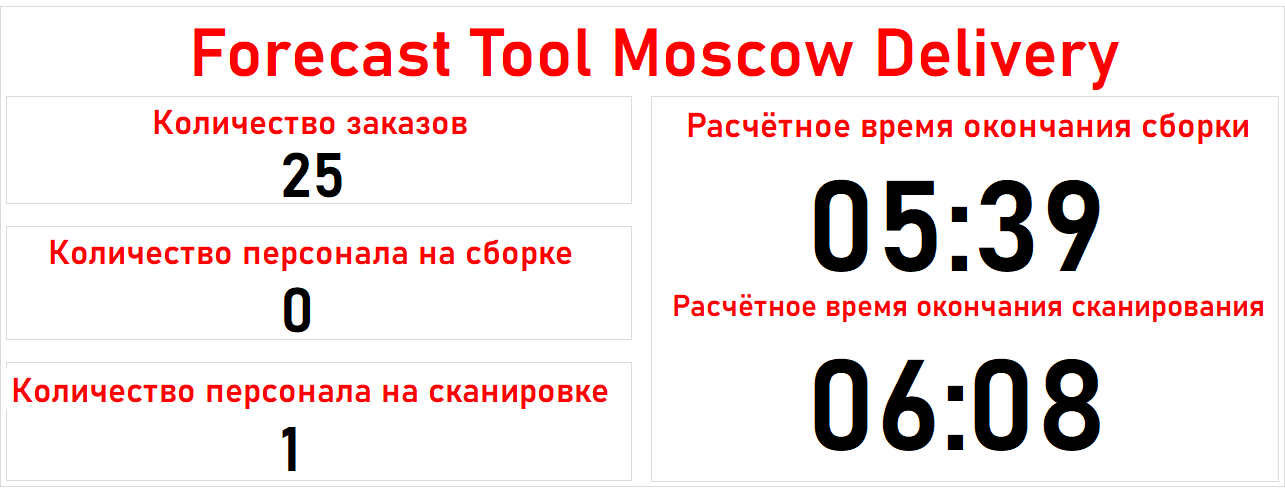 Forecast Tool Moscow Delivery
Количество заказов
25
Количество персонала на сборке
0
Количество персонала на сканировке
1
Расчётное время окончания сборки
05:39
Расчётное время окончания сканирования
06:08